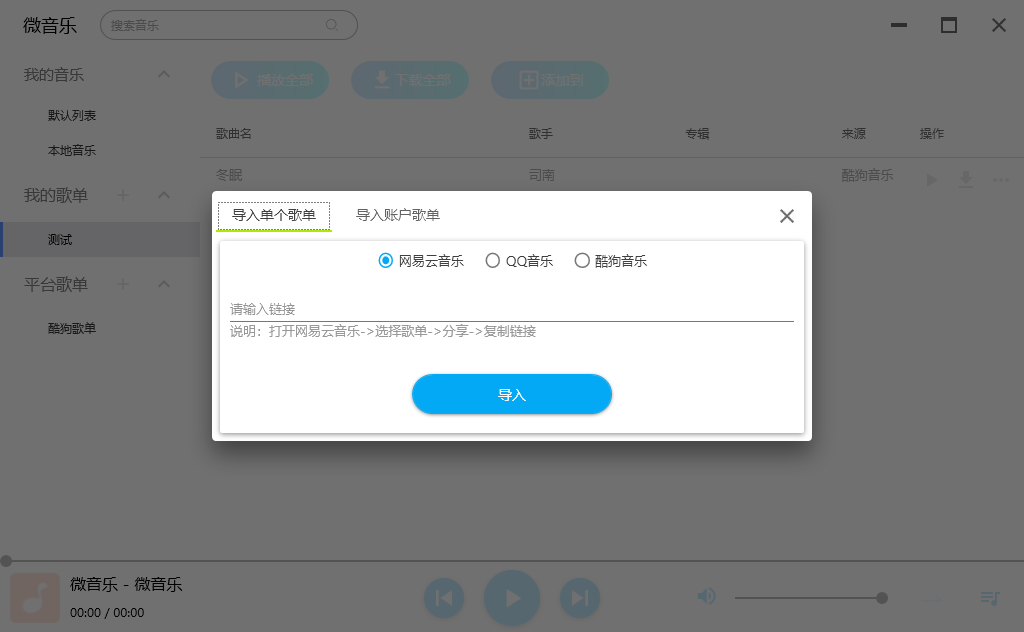 微音乐
搜索音乐
我的音乐
默认列表
本地音乐
我的歌单
测试
平台歌单
酷狗歌单
播放全部
下载全部
添加到
歌曲名 歌手 专辑 来源 操作
冬眠 司南 酷狗音乐
导入单个歌单 导入账户歌单
网易云音乐 QQ音乐 酷狗音乐
请输入链接
说明：打开网易云音乐->选择歌单->分享->复制链接
导入
微音乐 - 微音乐
00:00 / 00:00